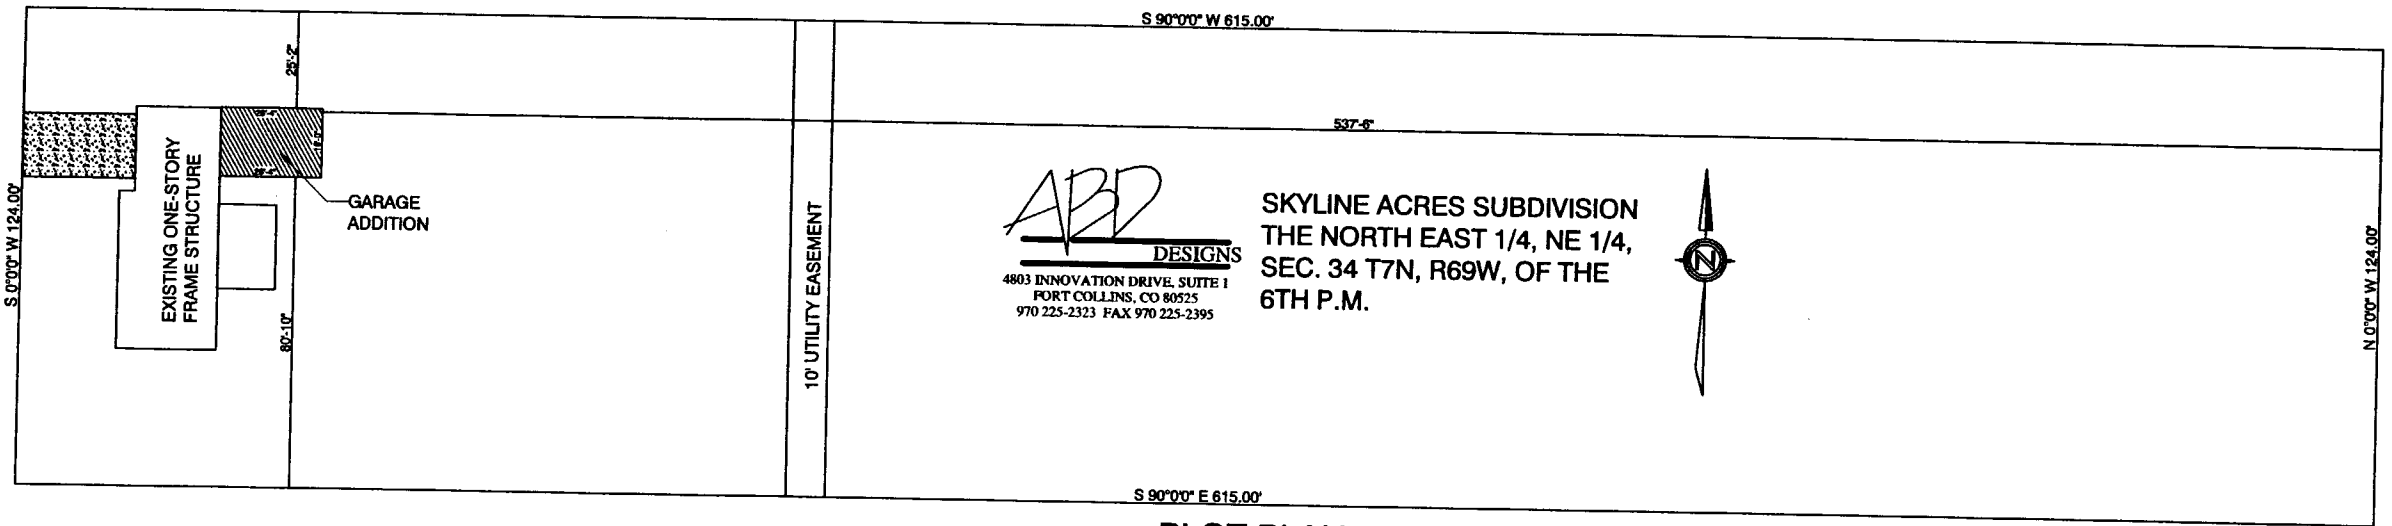 S 90°0'0" W 615.00'
25'-2"
537'-6"
S 0°0'0" W 124.00'
EXISTING ONE-STORY
FRAME STRUCTURE
GARAGE
ADDITION
80'-10"
10' UTILITY EASEMENT
ABD
DESIGNS
4803 INNOVATION DRIVE, SUITE 1
FORT COLLINS, CO 80525
970 225-2323 FAX 970 225-2395
SKYLINE ACRES SUBDIVISION
THE NORTH EAST 1/4, NE 1/4,
SEC. 34 T7N, R69W, OF THE
6TH P.M.
N
N 0°0'0" W 124.00'
S 90°0'0" E 615.00'